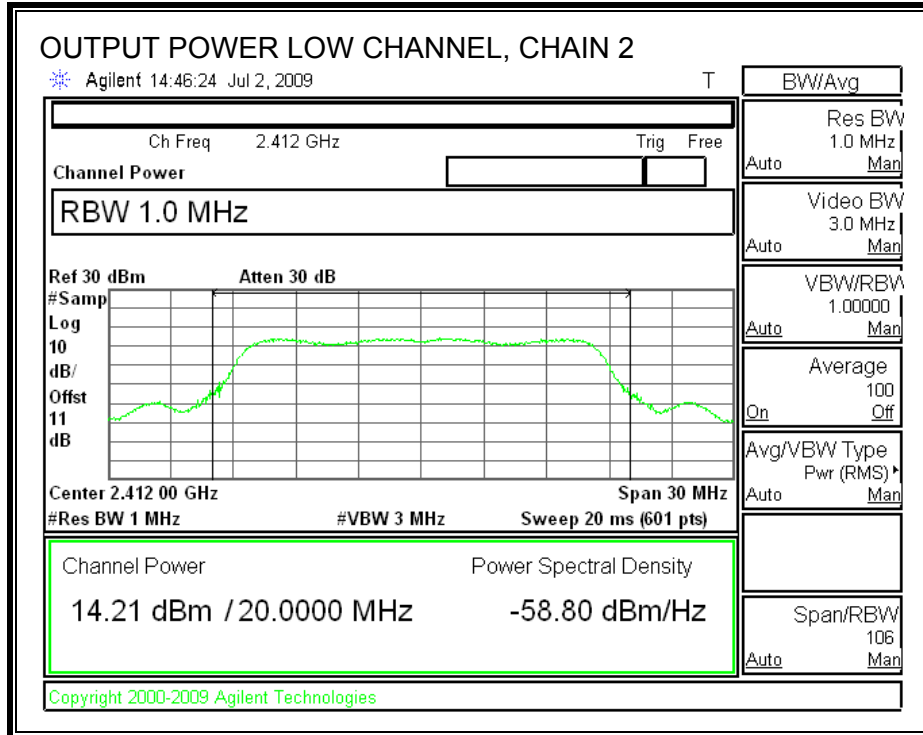 OUTPUT POWER LOW CHANNEL, CHAIN 2
Agilent 14:46:24 Jul 2, 2009 T
Ch Freq 2.412 GHz Trig Free
Channel Power
RBW 1.0 MHz
Ref 30 dBm Atten 30 dB
#Samp
Log
10
dB/
Offst
11
dB
Center 2.412 00 GHz Span 30 MHz
#Res BW 1 MHz #VBW 3 MHz Sweep 20 ms (601 pts)
Channel Power Power Spectral Density
14.21 dBm / 20.0000 MHz -58.80 dBm/Hz
Copyright 2000-2009 Agilent Technologies
BW/Avg
Res BW
1.0 MHz
Auto Man
Video BW
3.0 MHz
Auto Man
VBW/RBW
1.00000
Auto Man
Average
100
On Off
Avg/VBW Type
Pwr (RMS)
Auto Man
Span/RBW
106
Auto Man